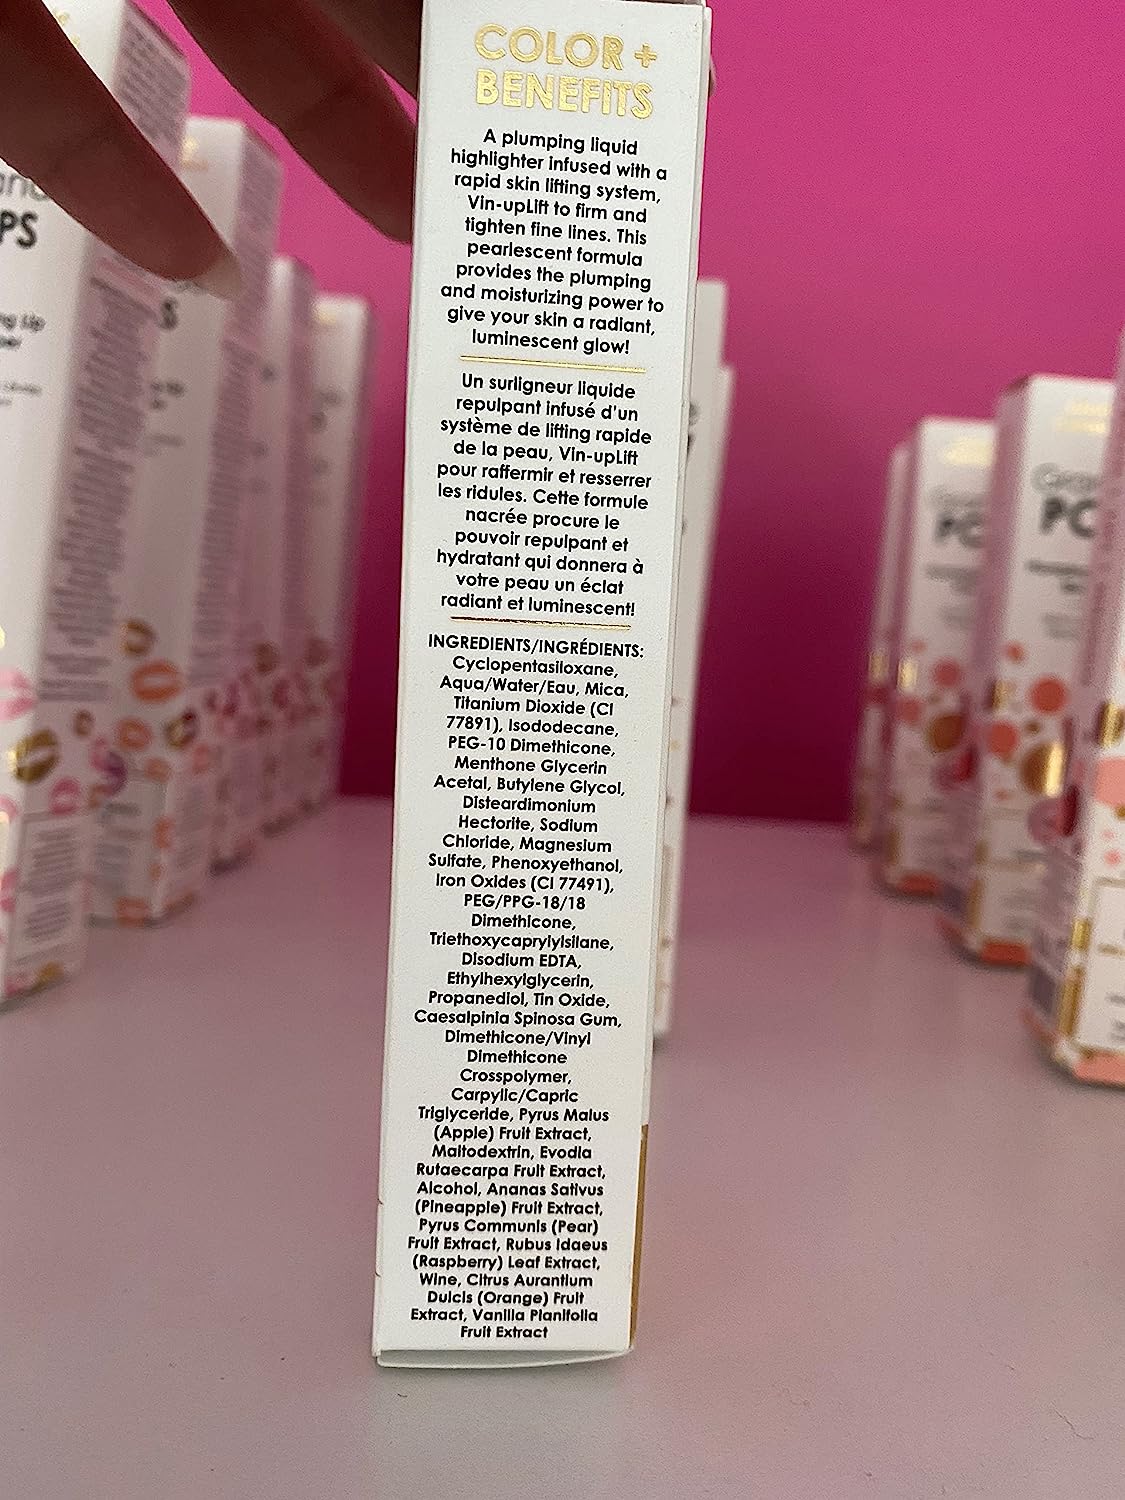 COLOR +
BENEFITS
A plumping liquid
highlighter infused with a
rapid skin lifting system,
Vin-upLift to firm and
tighten fine lines. This
pearlescent formula
provides the plumping
and moisturizing power to
give your skin a radiant,
luminescent glow!
Un surligneur liquide
repulpant infusé d'un
système de lifting rapide
de la peau, Vin-upLift
pour raffermir et resserrer
les ridules. Cette formule
nacrée procure le
pouvoir repulpant et
hydratant qui donnera à
votre peau un éclat
radiant et luminescent!
INGREDIENTS/INGRÉDIENTS:
Cyclopentasiloxane,
Aqua/Water/Eau, Mica,
Titanium Dioxide (CI
77891), Isododecane,
PEG-10 Dimethicone,
Menthone Glycerin
Acetal, Butylene Glycol,
Disteardimonium
Hectorite, Sodium
Chloride, Magnesium
Sulfate, Phenoxyethanol,
Iron Oxides (CI 77491),
PEG/PPG-18/18
Dimethicone,
Triethoxycaprylylsilane,
Disodium EDTA,
Ethylhexylglycerin,
Propanediol, Tin Oxide,
Caesalpinia Spinosa Gum,
Dimethicone/Vinyl
Dimethicone
Crosspolymer,
Carpylic/Capric
Triglyceride, Pyrus Malus
(Apple) Fruit Extract,
Maltodextrin, Evodia
Rutaecarpa Fruit Extract,
Alcohol, Ananas Sativus
(Pineapple) Fruit Extract,
Pyrus Communis (Pear)
Fruit Extract, Rubus Idaeus
(Raspberry) Leaf Extract,
Wine, Citrus Aurantium
Dulcis (Orange) Fruit
Extract, Vanilla Planifolia
Fruit Extract